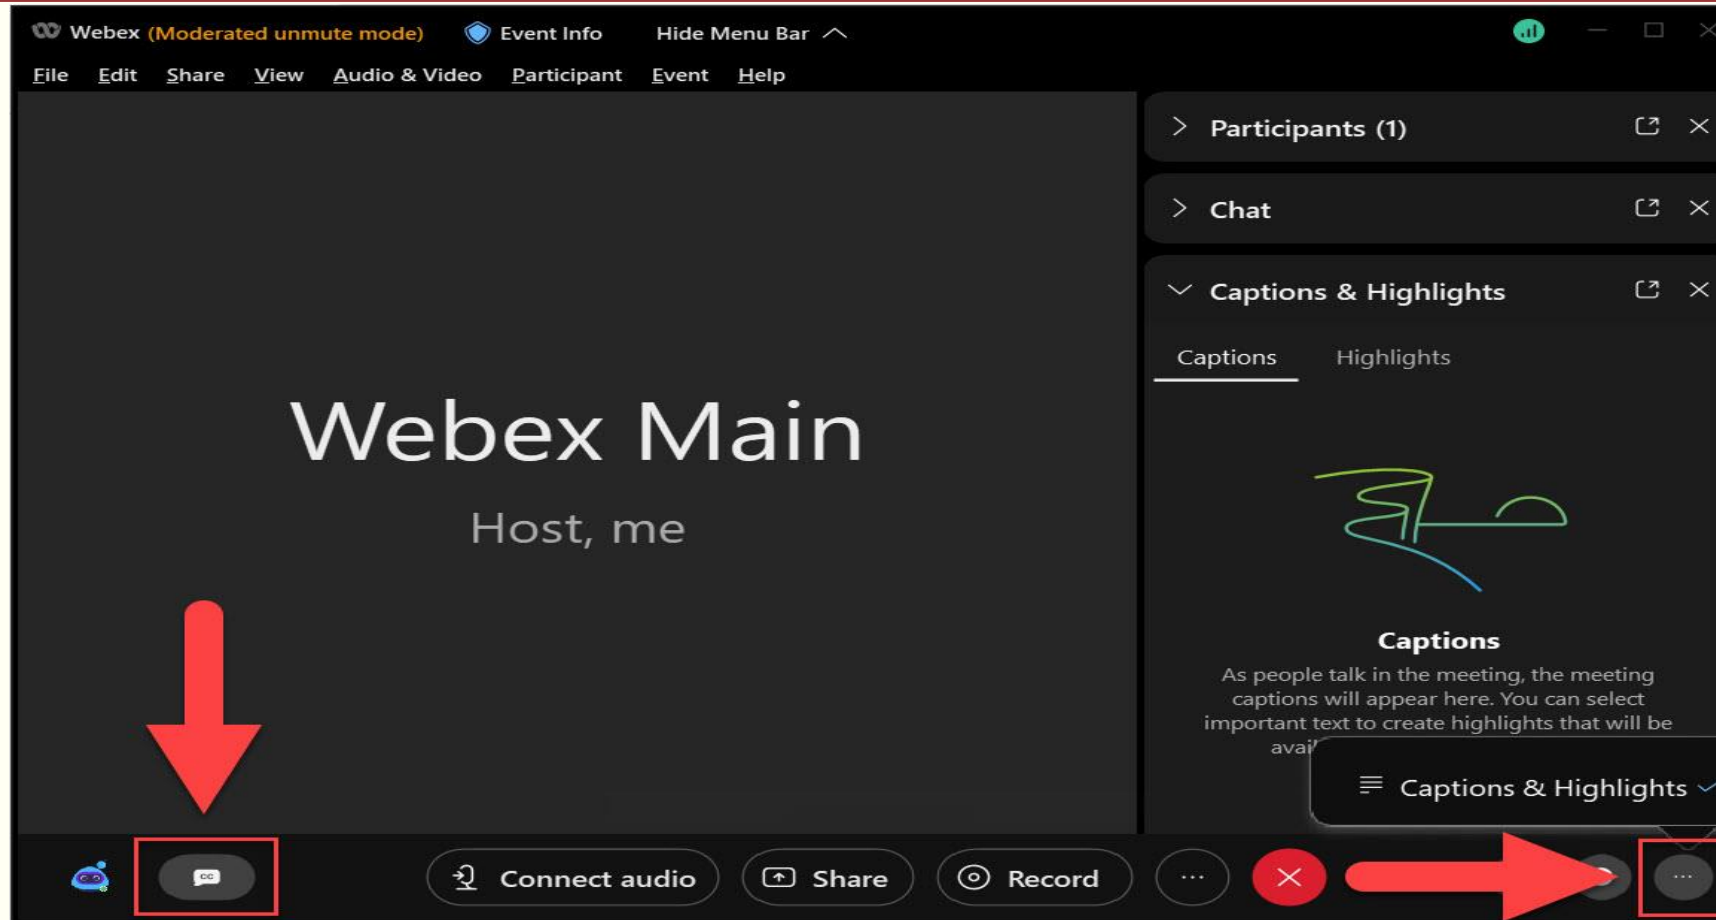 Webex (Moderated unmute mode) Event Info Hide Menu Bar
File Edit Share View Audio & Video Participant Event Help
Participants (1)
Chat
Captions & Highlights
Captions Highlights
Webex Main
Host, me
Captions
As people talk in the meeting, the meeting
captions will appear here. You can select
important text to create highlights that will be
Captions & Highlights
CC Connect audio Share Record